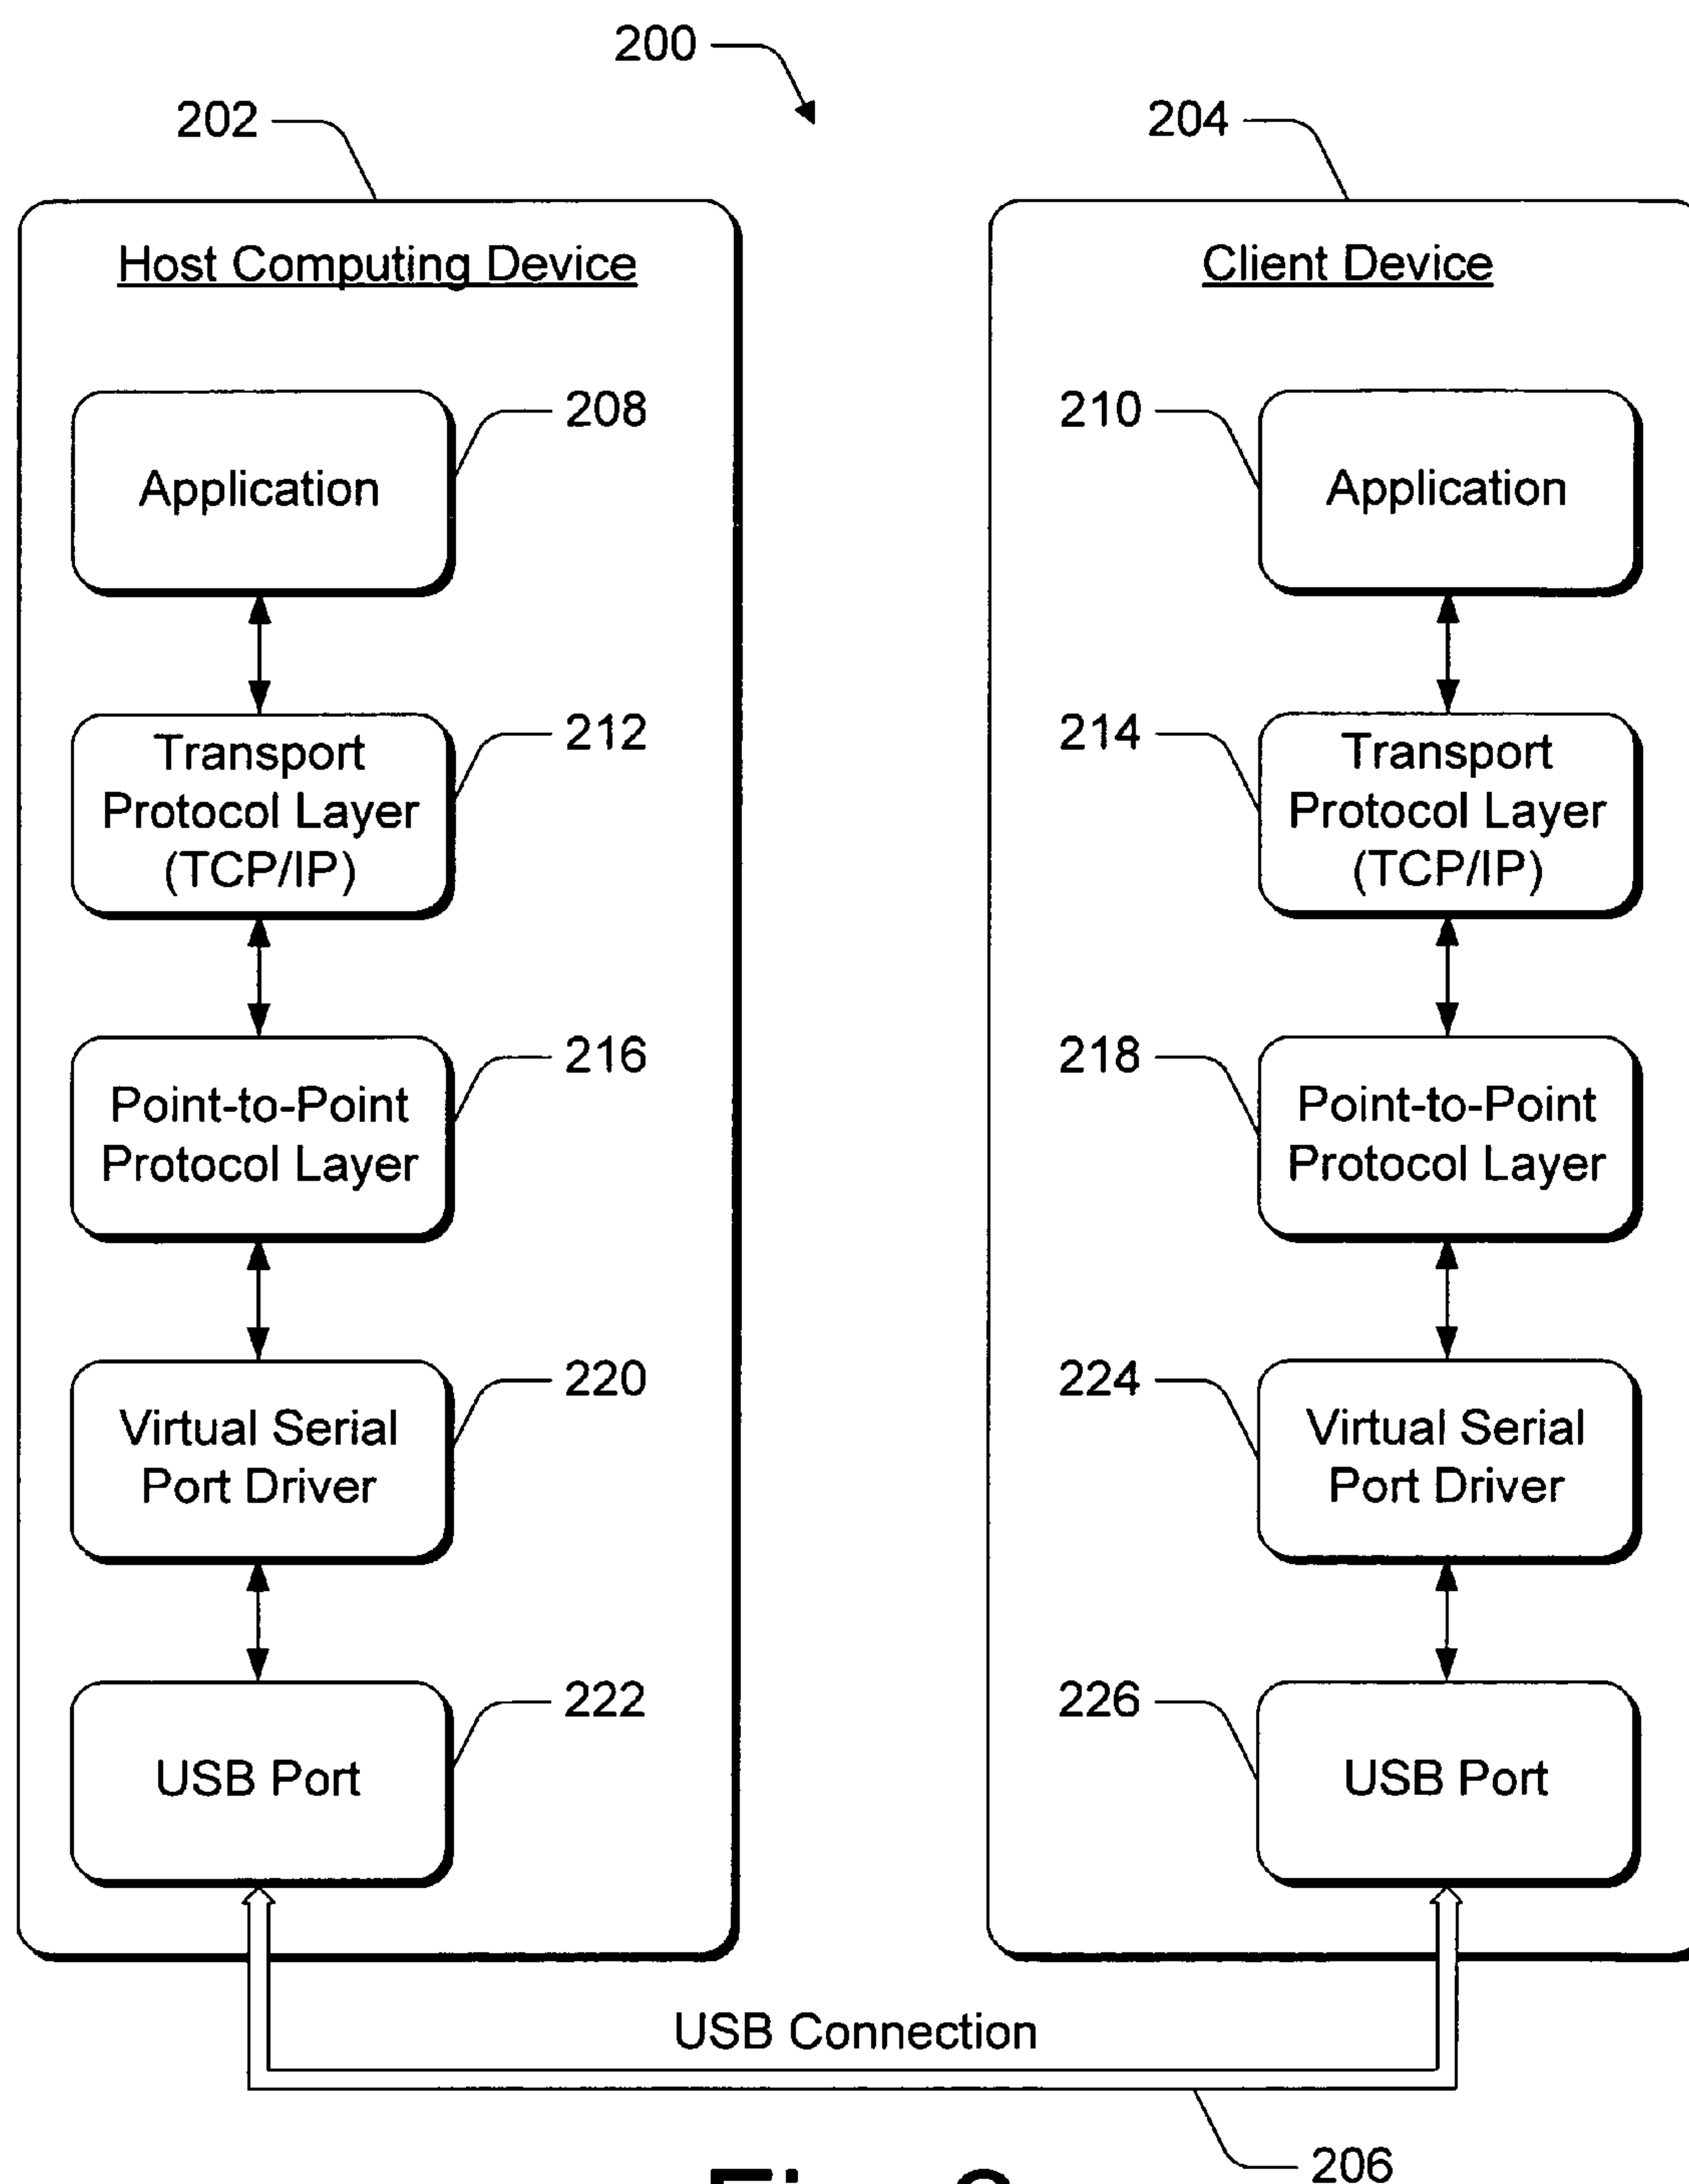 200
202
204
Host Computing Device
Client Device
208
210
Application
Application
212
214
Transport
Protocol Layer
(TCP/IP)
Transport
Protocol Layer
(TCP/IP)
216
218
Point-to-Point
Protocol Layer
Point-to-Point
Protocol Layer
220
224
Virtual Serial
Port Driver
Virtual Serial
Port Driver
222
226
USB Port
USB Port
USB Connection
206